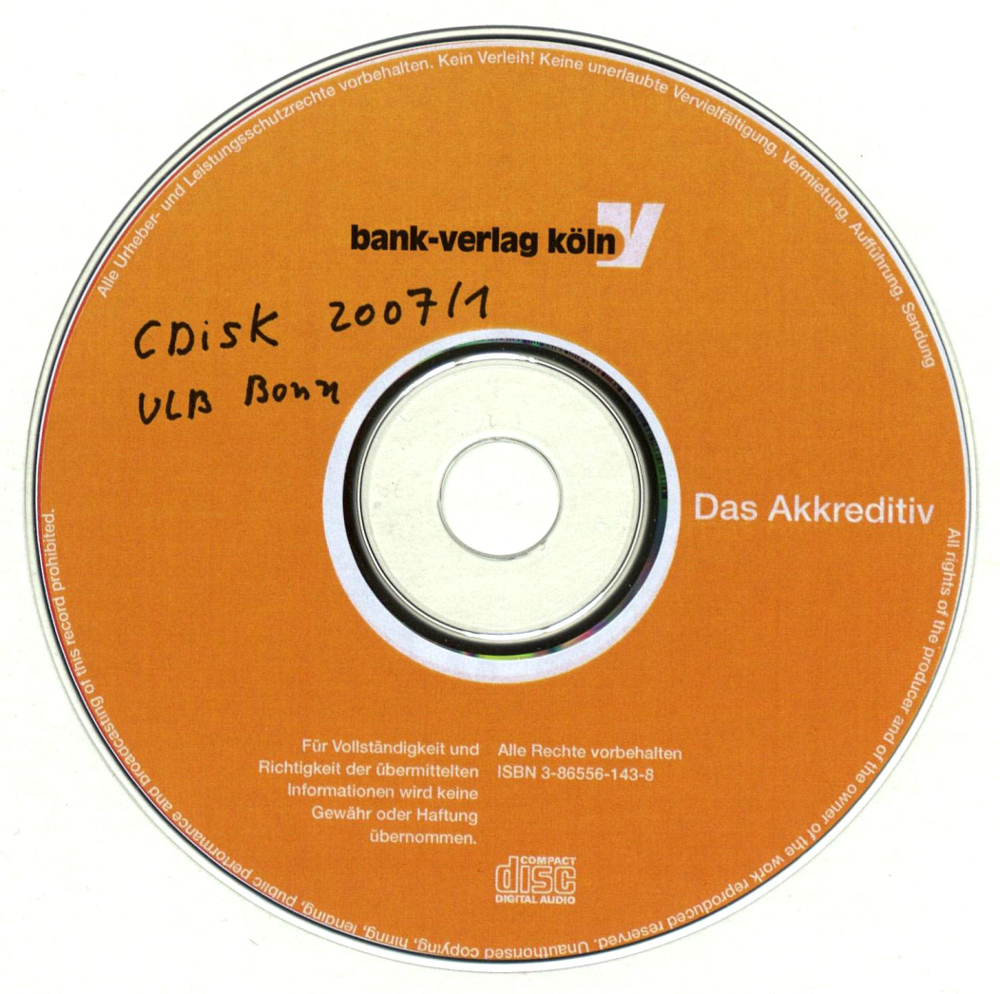 Alle Urheber- und Leistungsschutzrechte vorbehalten. Kein Verleih! Keine unerlaubte Vervielfältigung, Vermietung, Aufführung, Sendung
bank-verlag köln
CDisk 2007/1
ULB Bonn
Das Akkreditiv
Für Vollständigkeit und
Richtigkeit der übermittelten
Informationen wird keine
Gewähr oder Haftung
übernommen.
Alle Rechte vorbehalten
ISBN 3-86556-143-8
COMPACT
disc
DIGITAL AUDIO
All rights of the producer and of the owner of the work reproduced reserved. Unauthorised copying, hiring, lending, public performance and broadcasting of this record prohibited.